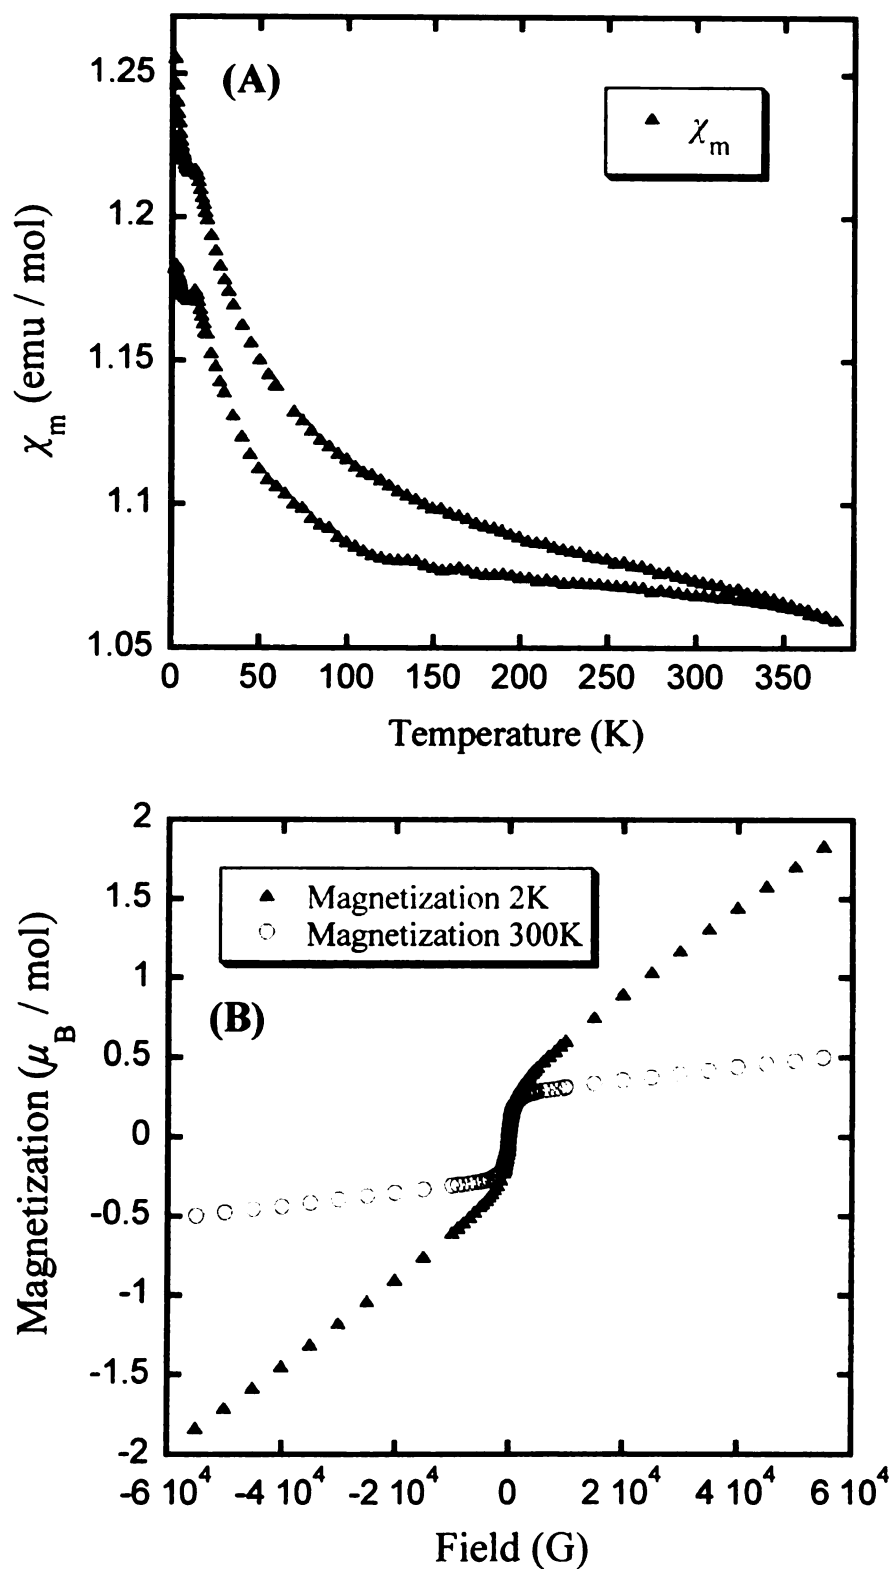 (A)
χm
1.25
1.2
1.15
1.1
1.05
χm (emu / mol)
0 50 100 150 200 250 300 350
Temperature (K)
2
1.5
1
0.5
0
-0.5
-1
-1.5
-2
Magnetization (μB / mol)
Magnetization 2K
Magnetization 300K
(B)
-6 10^4 -4 10^4 -2 10^4 0 2 10^4 4 10^4 6 10^4
Field (G)